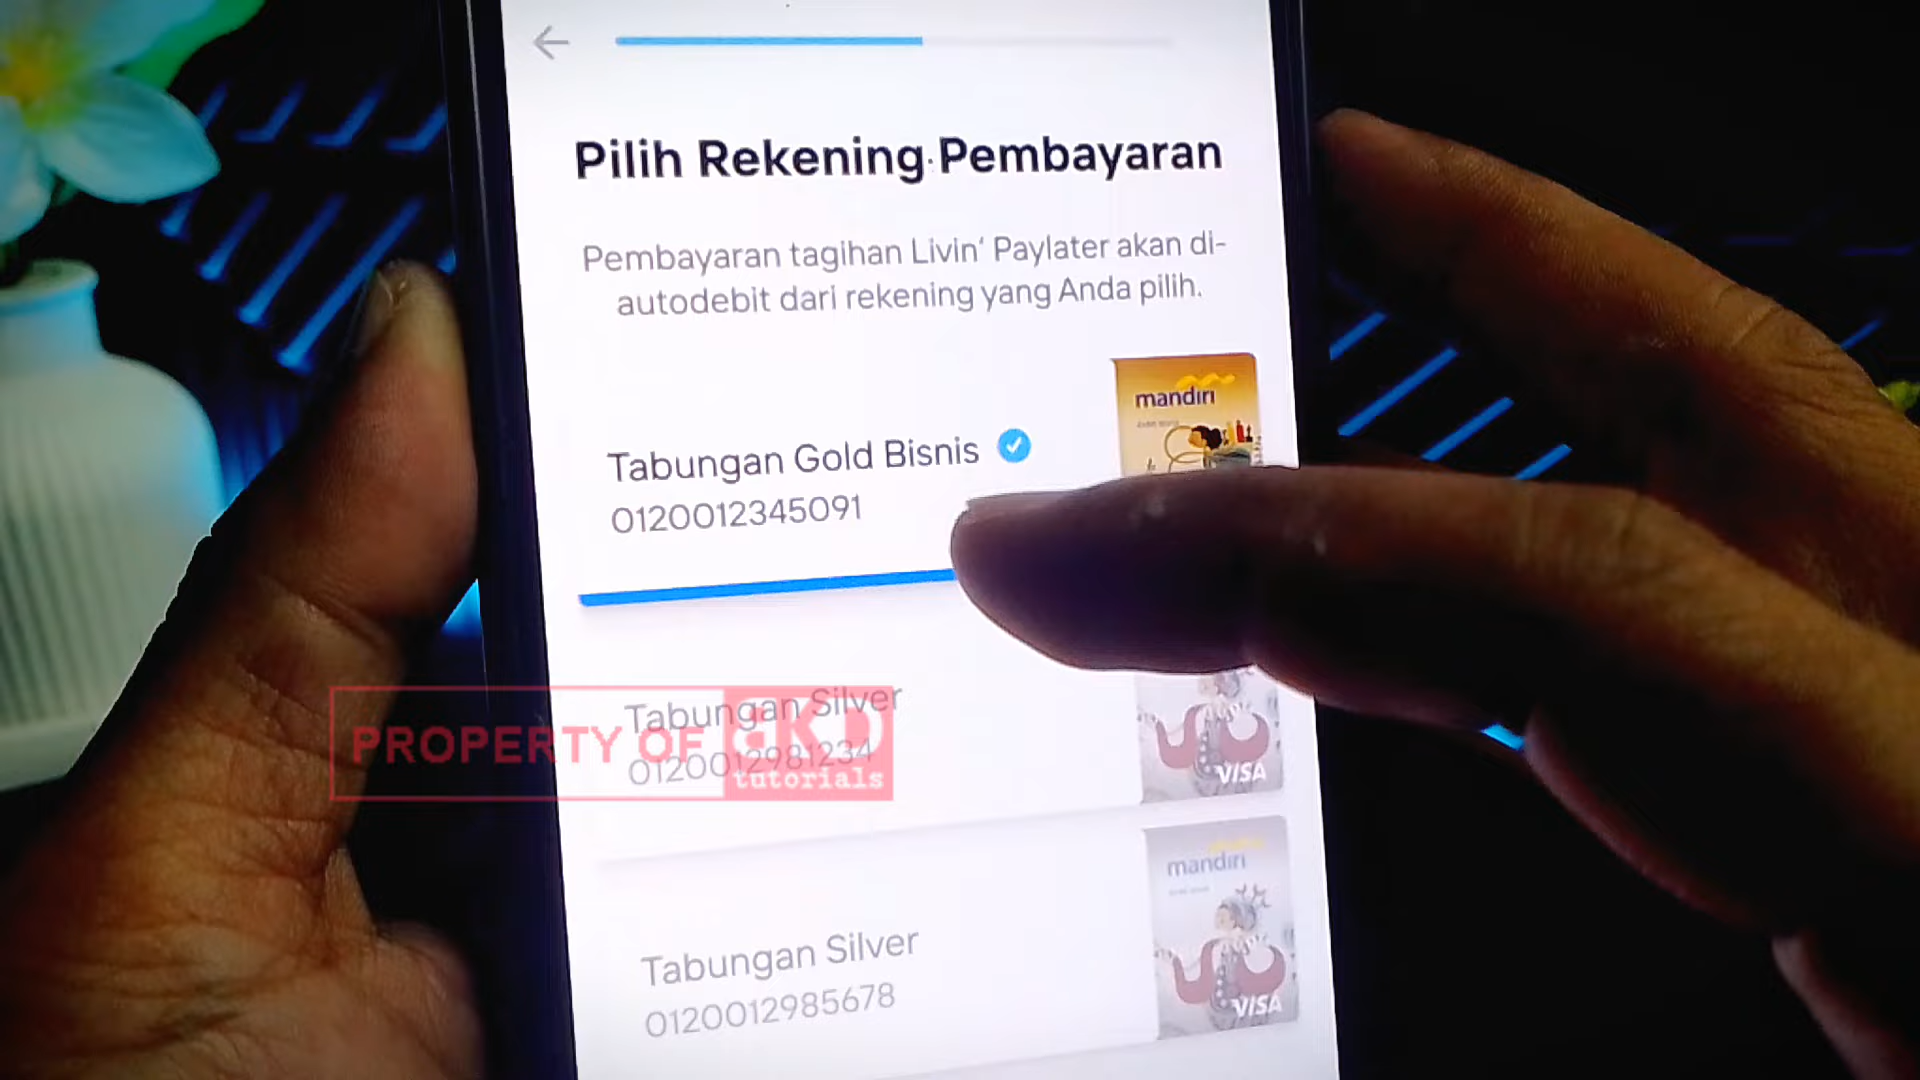 Pilih Rekening Pembayaran
Pembayaran tagihan Livin' Paylater akan di-
autodebit dari rekening yang Anda pilih.
mandiri
Tabungan Gold Bisnis
0120012345091
Tabungan Silver
0120012981234
VISA
PROPERTY OF
tutorials
mandiri
Tabungan Silver
0120012985678
VISA